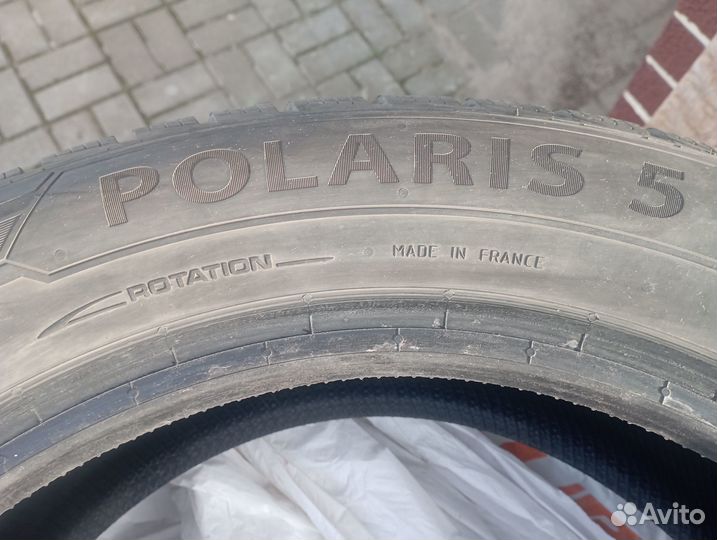 POLARIS 5
ROTATION
MADE IN FRANCE
Avito